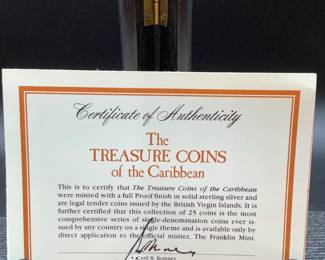 Certificate of Authenticity
The
TREASURE COINS
of the Caribbean
This is to certify that The Treasure Coins of the Caribbean
were minted with a full Proof finish in solid sterling silver and
are legal tender coins issued by the British Virgin Islands. It is
further certified that this collection of 25 coins is the most
comprehensive series of single-denomination coins ever is-
sued by any country on a single theme and is available only by
direct application to the official minter, The Franklin Mint.
Cyril B. Romney